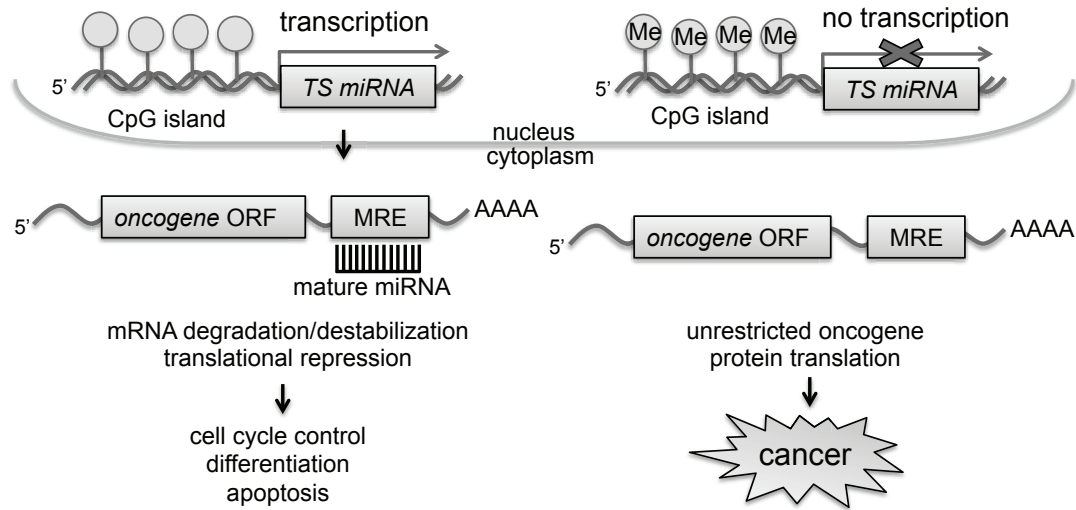 transcription
5'
TS miRNA
CpG island
Me Me Me Me
no transcription
5'
TS miRNA
CpG island
nucleus
cytoplasm
5'
oncogene ORF
MRE
AAAA
mature miRNA
mRNA degradation/destabilization
translational repression
cell cycle control
differentiation
apoptosis
5'
oncogene ORF
MRE
AAAA
unrestricted oncogene
protein translation
cancer